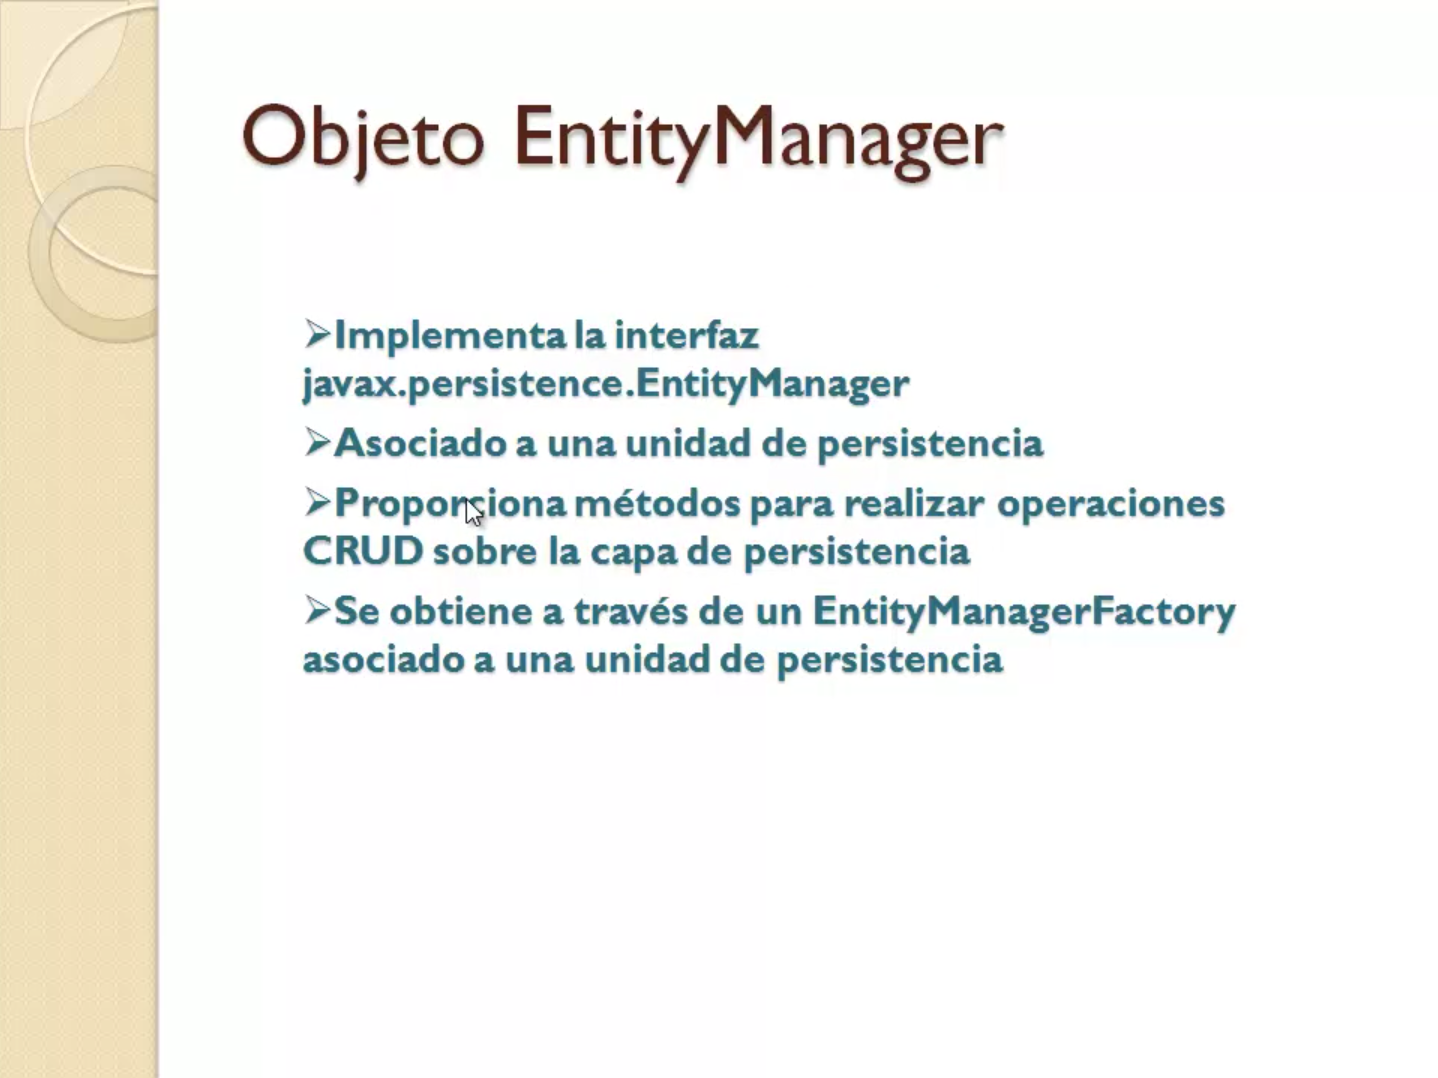 Objeto EntityManager
➢Implementa la interfaz
javax.persistence.EntityManager
➢Asociado a una unidad de persistencia
➢Proporciona métodos para realizar operaciones
CRUD sobre la capa de persistencia
➢Se obtiene a través de un EntityManagerFactory
asociado a una unidad de persistencia